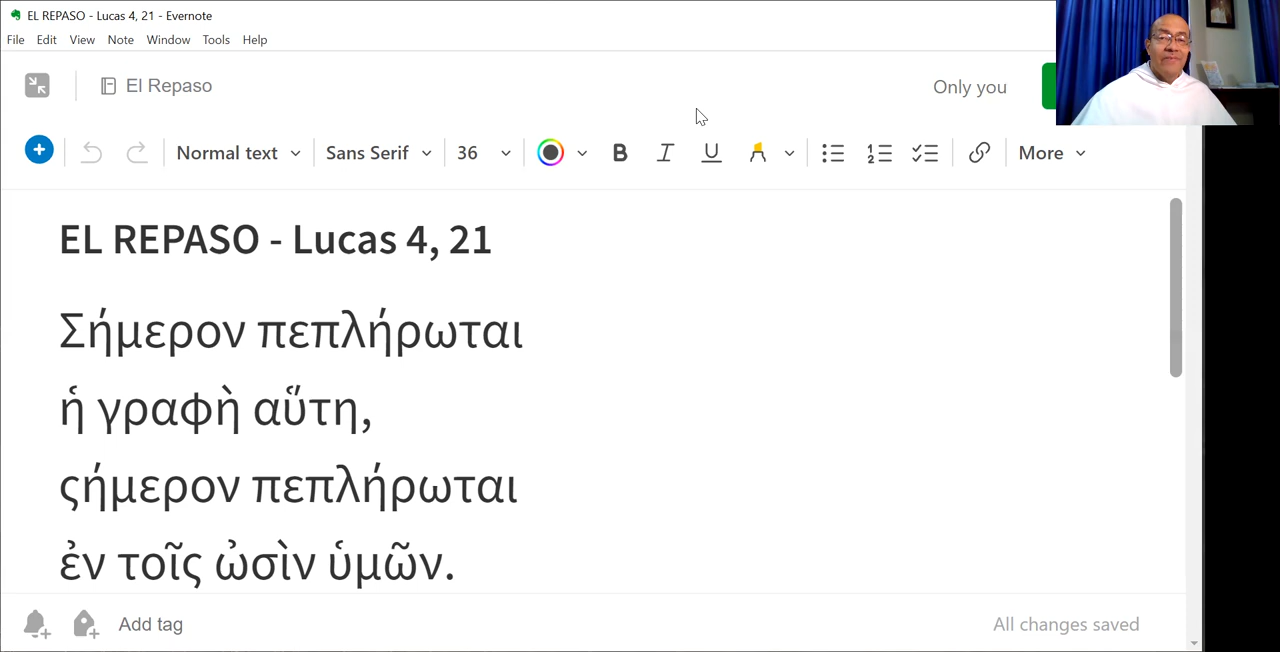 EL REPASO - Lucas 4, 21 - Evernote
File Edit View Note Window Tools Help
El Repaso
Only you
Normal text Sans Serif 36 B I U More
EL REPASO - Lucas 4, 21
Σήμερον πεπλήρωται
ἡ γραφὴ αὕτη,
ςήμερον πεπλήρωται
ἐν τοῖς ὠσὶν ὑμῶν.
Add tag
All changes saved